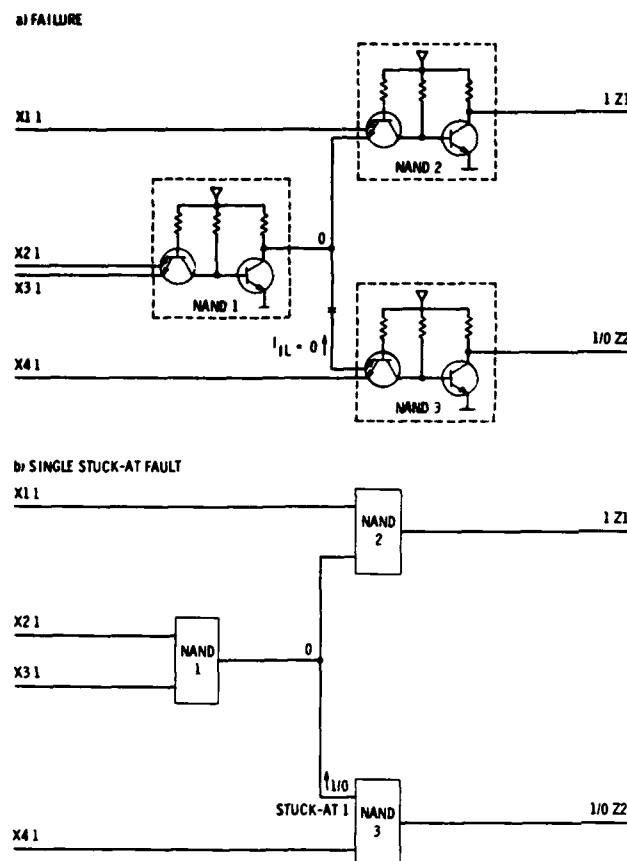 a) FAILURE
X1 1
1 Z1
NAND 2
0
X2 1
X3 1
NAND 1
I IL = 0
1/0 Z2
X4 1
NAND 3
b) SINGLE STUCK-AT FAULT
X1 1
NAND
2
1 Z1
X2 1
NAND
1
0
X3 1
1/0
STUCK-AT 1
NAND
3
1/0 Z2
X4 1